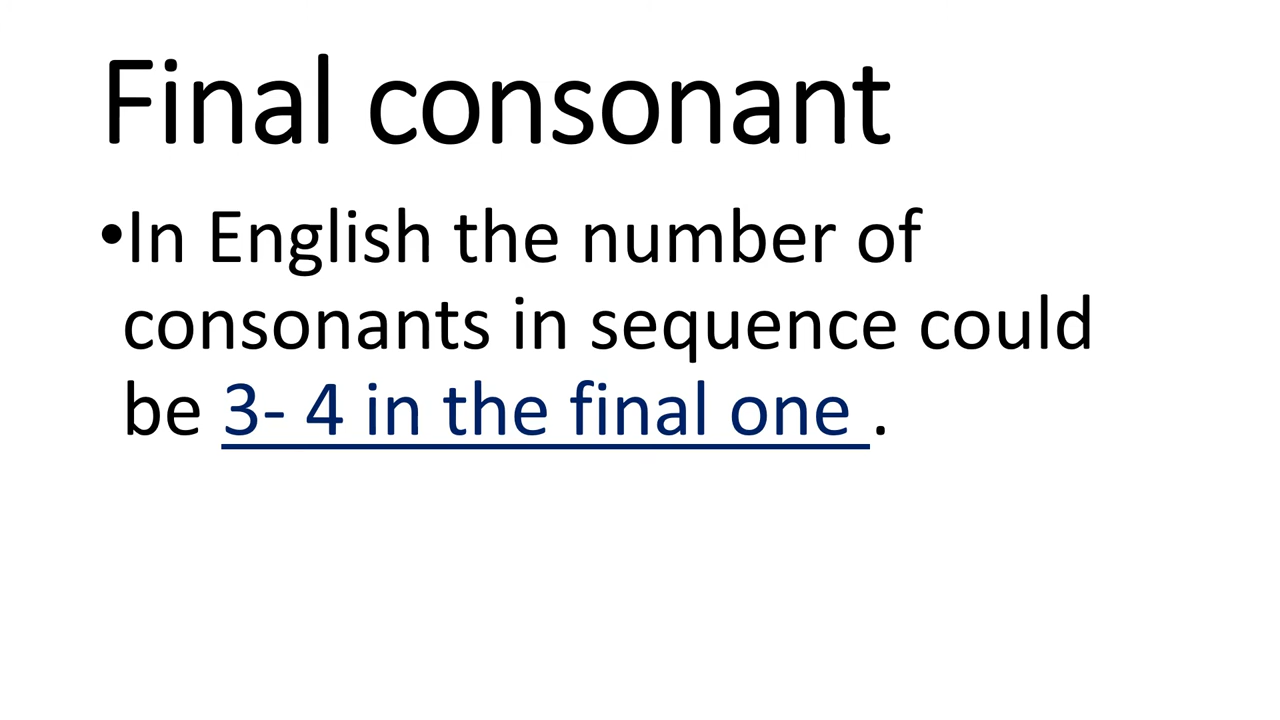 Final consonant
•In English the number of
consonants in sequence could
be 3- 4 in the final one .